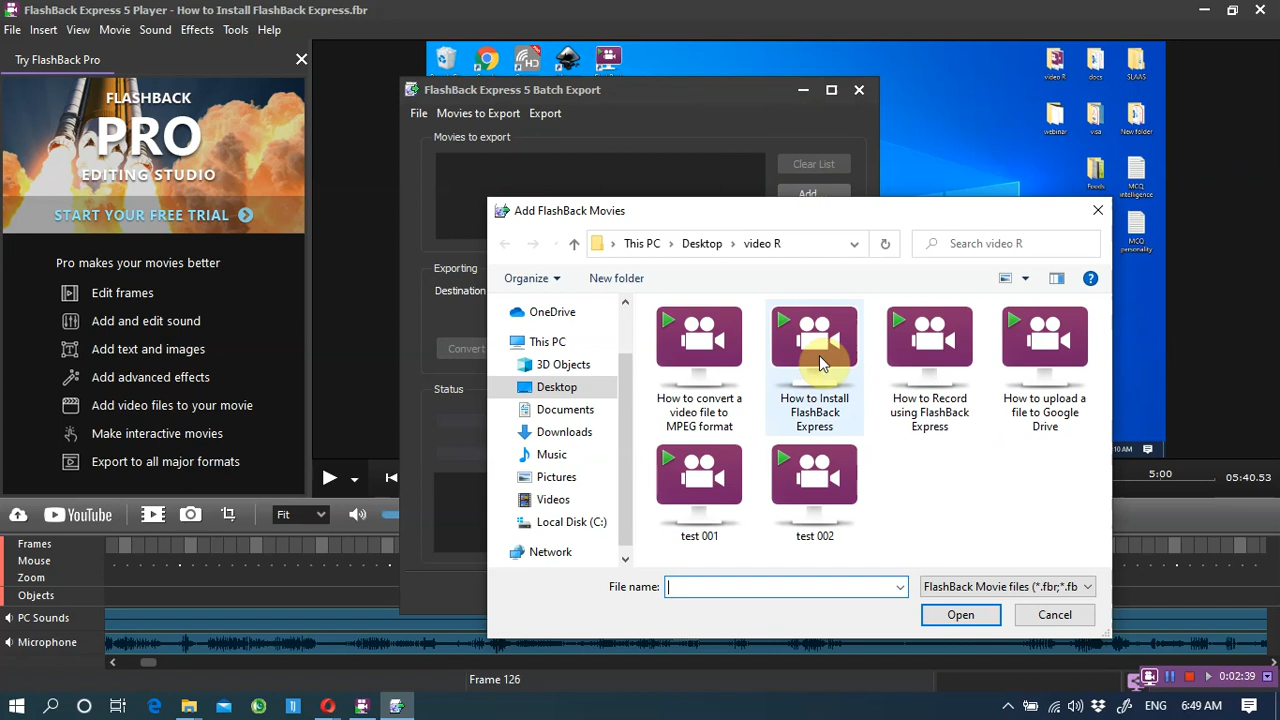 FlashBack Express 5 Player - How to Install FlashBack Express.fbr
File Insert View Movie Sound Effects Tools Help
Try FlashBack Pro
FLASHBACK
PRO
EDITING STUDIO
START YOUR FREE TRIAL
Pro makes your movies better
Edit frames
Add and edit sound
Add text and images
Add advanced effects
Add video files to your movie
Make interactive movies
Export to all major formats
video R
docs
SLAAS
webinar
visa
New folder
Foods
MCQ intelligence
MCQ personality
FlashBack Express 5 Batch Export
File Movies to Export Export
Movies to export
Clear List
Add
Exporting
Destination
Convert
Status
Add FlashBack Movies
This PC > Desktop > video R
Search video R
Organize New folder
OneDrive
This PC
3D Objects
Desktop
Documents
Downloads
Music
Pictures
Videos
Local Disk (C:)
Network
How to convert a
video file to
MPEG format
How to Install
FlashBack
Express
How to Record
using FlashBack
Express
How to upload a
file to Google
Drive
test 001
test 002
File name:
FlashBack Movie files (*.fbr;*.fb
Open Cancel
5:00 05:40.53
YouTube Fit
Frames
Mouse
Zoom
Objects
PC Sounds
Microphone
Frame 126
00:02:39
ENG 6:49 AM